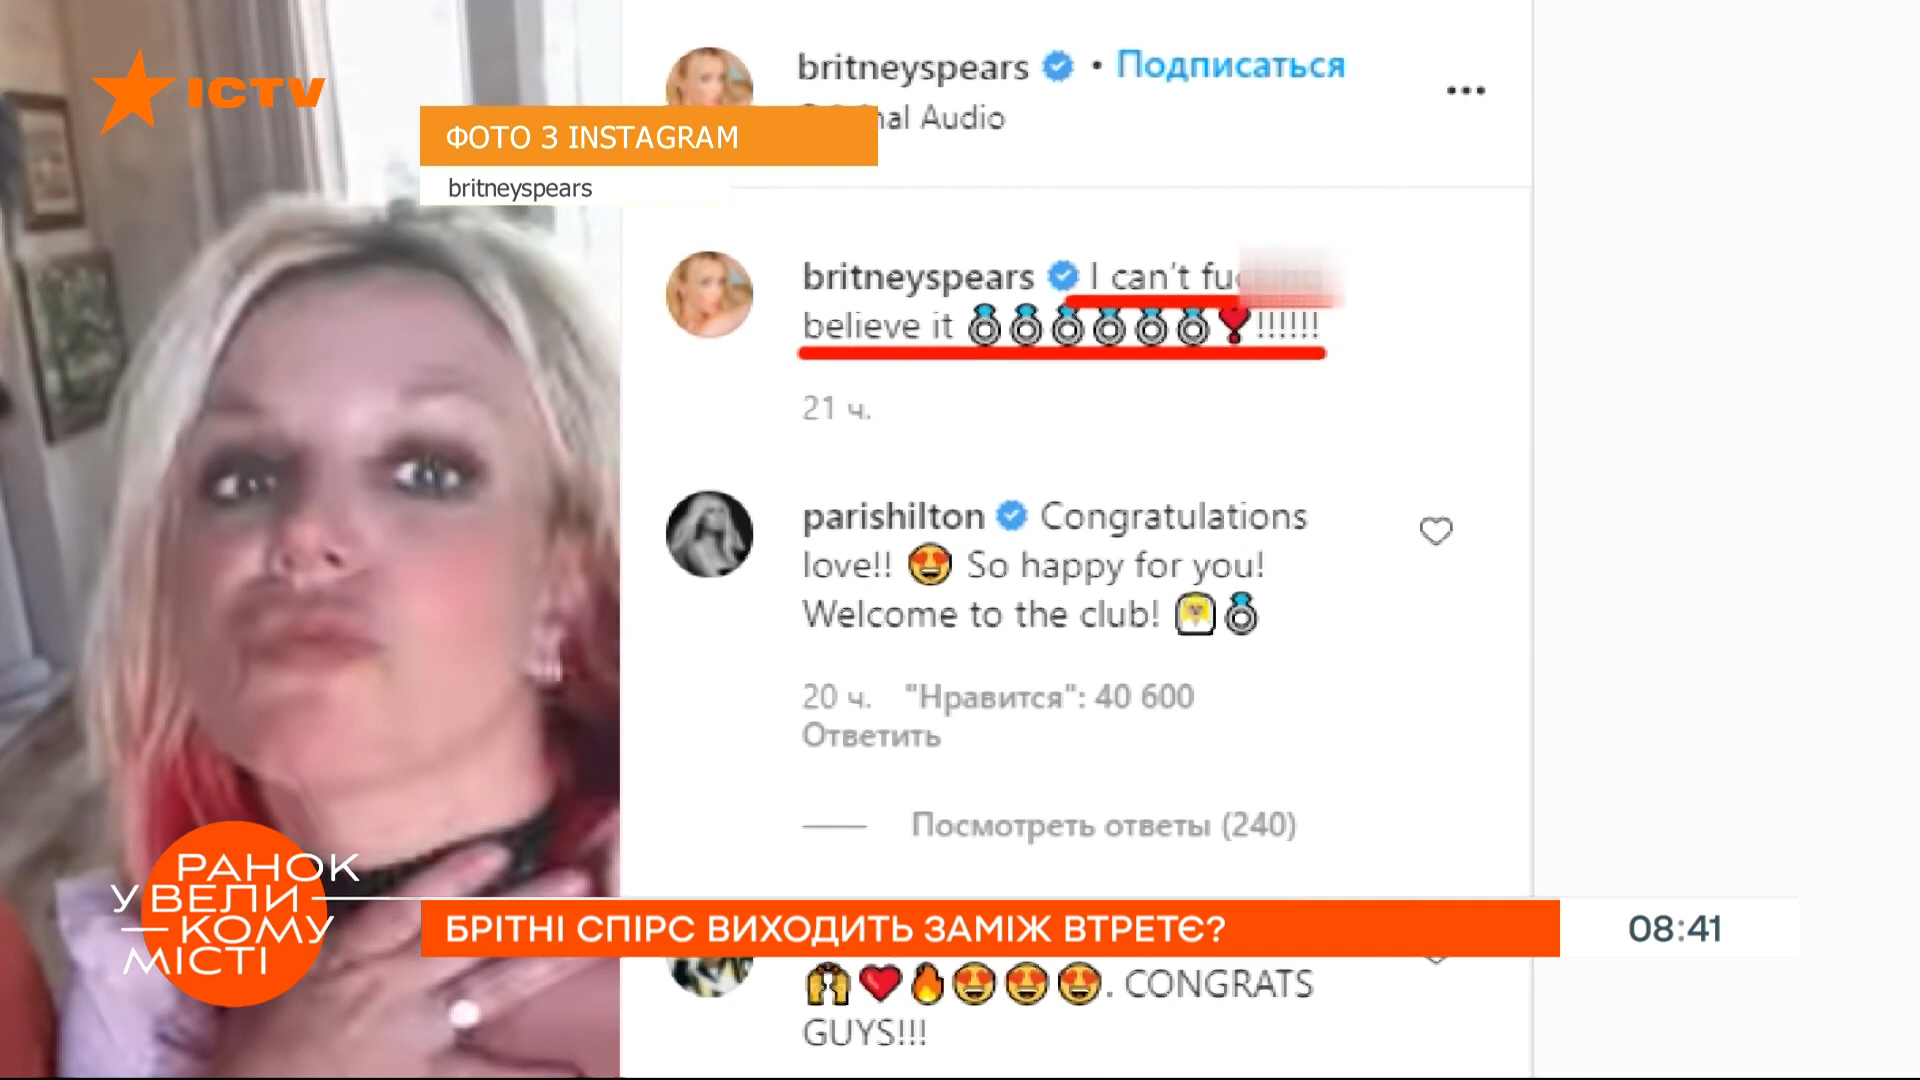 ICTV
ФОТО З INSTAGRAM
britneyspears
britneyspears • Подписаться
Audio
britneyspears I can't
believe it 💍💍💍💍💍💍❣!!!!!!
21 ч.
parishilton Congratulations
love!! 😍 So happy for you!
Welcome to the club! 👰💍
20 ч. "Нравится": 40 600
Ответить
Посмотреть ответы (240)
РАНОК
У ВЕЛИ
КОМУ
МІСТІ
БРІТНІ СПІРС ВИХОДИТЬ ЗАМІЖ ВТРЕТЄ?
08:41
🙌❤️🔥😍😍😍. CONGRATS
GUYS!!!